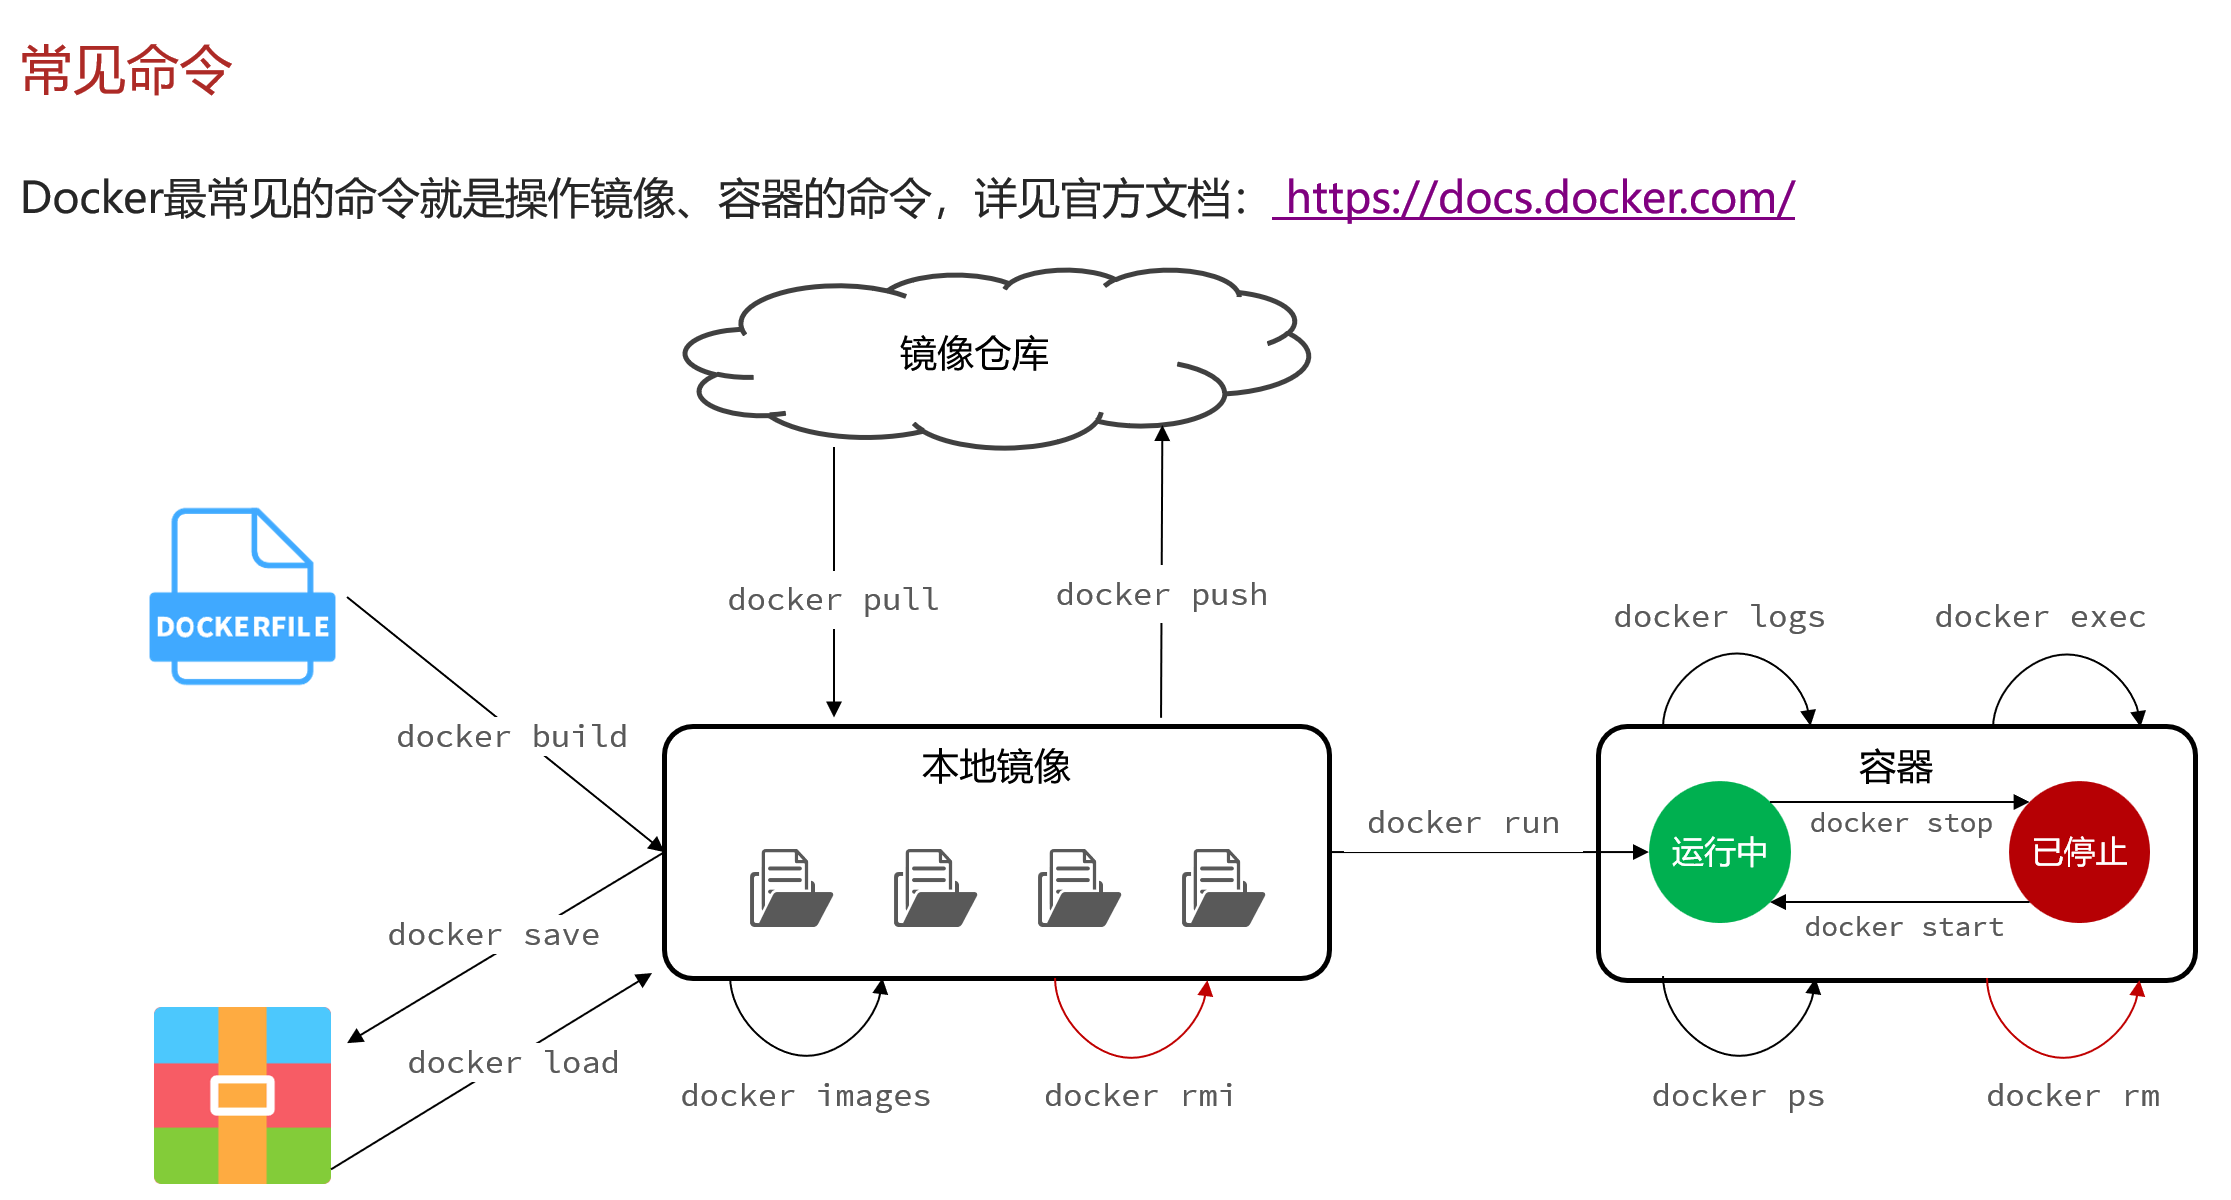 常见命令
Docker最常见的命令就是操作镜像、容器的命令，详见官方文档： https://docs.docker.com/
镜像仓库
DOCKERFILE
docker pull
docker push
docker logs
docker exec
docker build
本地镜像
容器
docker run
运行中
docker stop
已停止
docker start
docker save
docker load
docker images
docker rmi
docker ps
docker rm